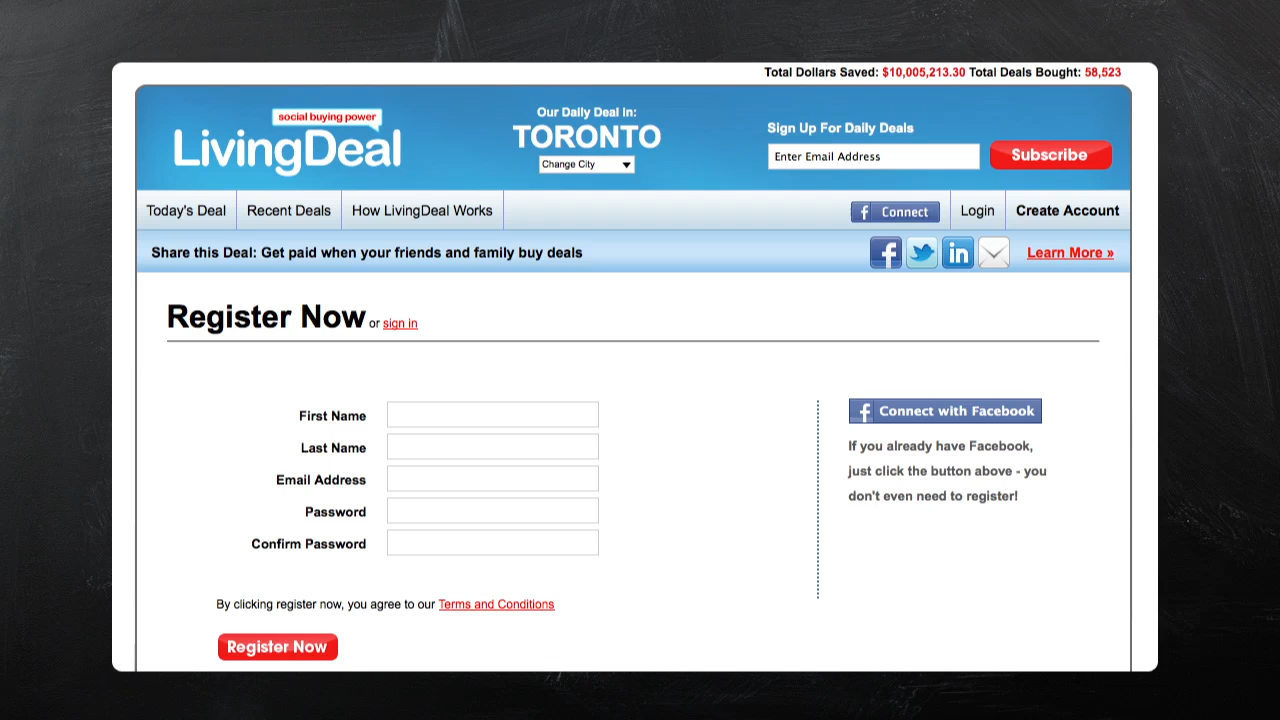 Total Dollars Saved: $10,005,213.30 Total Deals Bought: 58,523
social buying power
LivingDeal
Our Daily Deal in:
TORONTO
Change City
Sign Up For Daily Deals
Enter Email Address
Subscribe
Today's Deal
Recent Deals
How LivingDeal Works
f Connect
Login
Create Account
Share this Deal: Get paid when your friends and family buy deals
f
in
Learn More »
Register Now or sign in
First Name
Last Name
Email Address
Password
Confirm Password
f Connect with Facebook
If you already have Facebook,
just click the button above - you
don't even need to register!
By clicking register now, you agree to our Terms and Conditions
Register Now